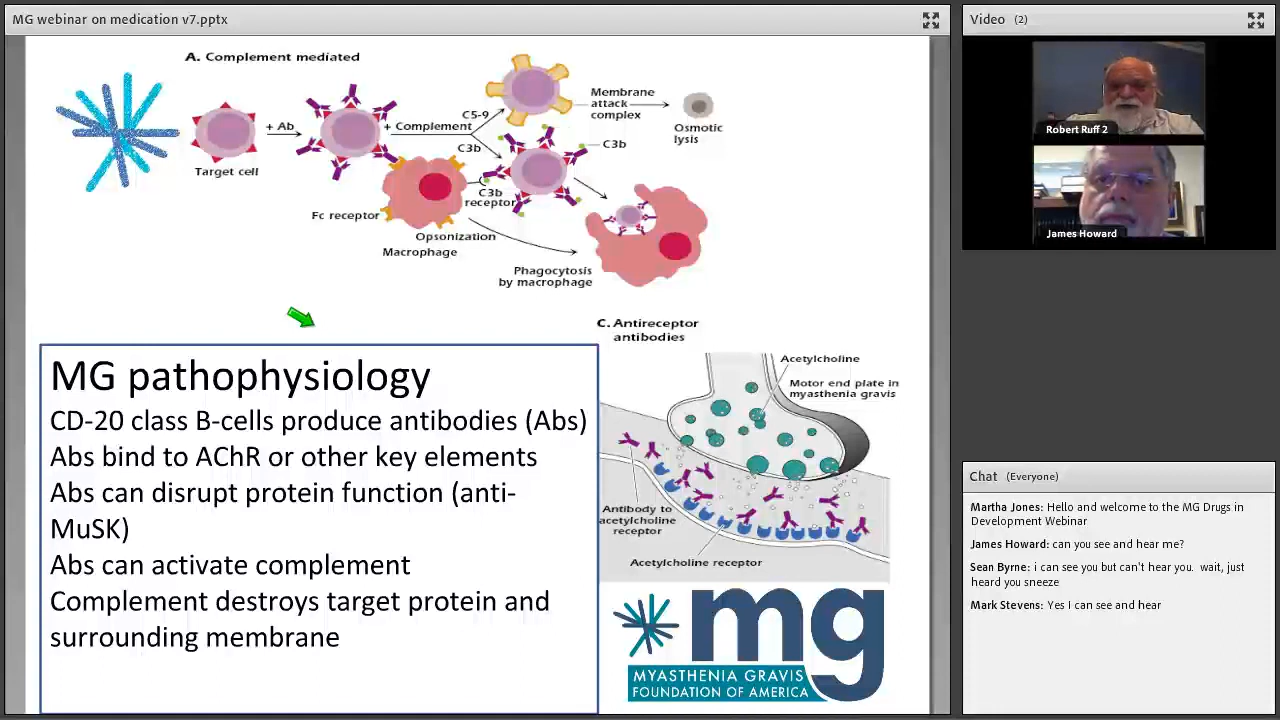 MG webinar on medication v7.pptx
A. Complement mediated
+ Ab
+ Complement
C5-9
C3b
Membrane
attack
complex
Osmotic
lysis
C3b
Target cell
C3b
receptor
Fc receptor
Opsonization
Macrophage
Phagocytosis
by macrophage
C. Antireceptor
antibodies
Acetylcholine
Motor end plate in
myasthenia gravis
Antibody to
acetylcholine
receptor
Acetylcholine receptor
MG pathophysiology
CD-20 class B-cells produce antibodies (Abs)
Abs bind to AChR or other key elements
Abs can disrupt protein function (anti-
MuSK)
Abs can activate complement
Complement destroys target protein and
surrounding membrane
mg
MYASTHENIA GRAVIS
FOUNDATION OF AMERICA
Video (2)
Robert Ruff 2
James Howard
Chat (Everyone)
Martha Jones: Hello and welcome to the MG Drugs in
Development Webinar
James Howard: can you see and hear me?
Sean Byrne: i can see you but can't hear you. wait, just
heard you sneeze
Mark Stevens: Yes I can see and hear